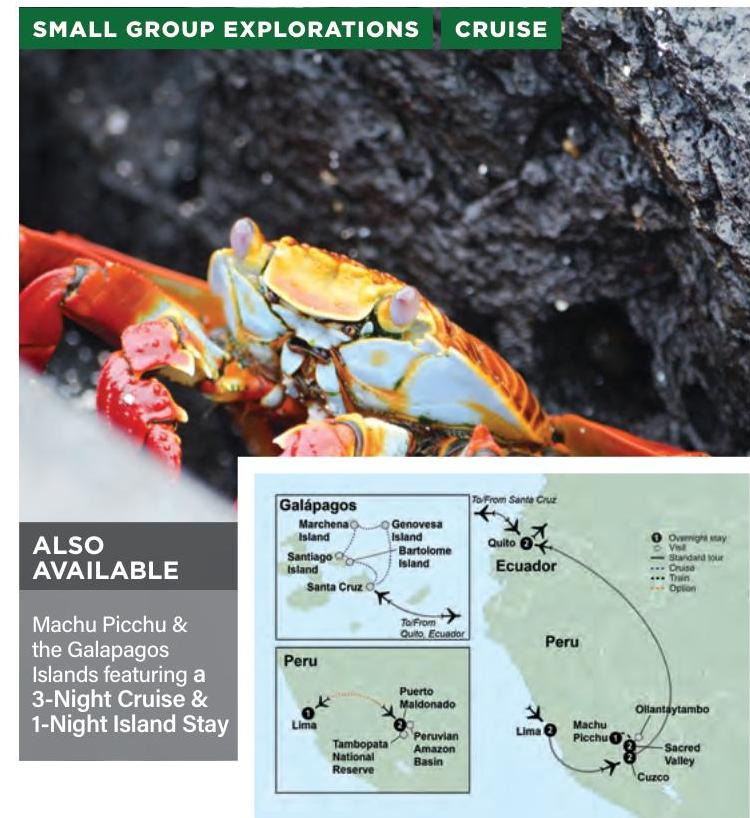 SMALL GROUP EXPLORATIONS
CRUISE
ALSO
AVAILABLE
Machu Picchu &
the Galapagos
Islands featuring a
3-Night Cruise &
1-Night Island Stay
Galápagos
Marchena
Island
Genovesa
Island
Santiago
Island
Bartolome
Island
Santa Cruz
To/From
Quito, Ecuador
Peru
1
Lima
Puerto
Maldonado
2
Tambopata
National
Reserve
Peruvian
Amazon
Basin
To/From Santa Cruz
Quito 2
Ecuador
1 Overnight stay
Visit
Standard tour
Cruise
Train
Option
Peru
Ollantaytambo
Lima 2
Machu
Picchu 1
2
2
Sacred
Valley
Cuzco